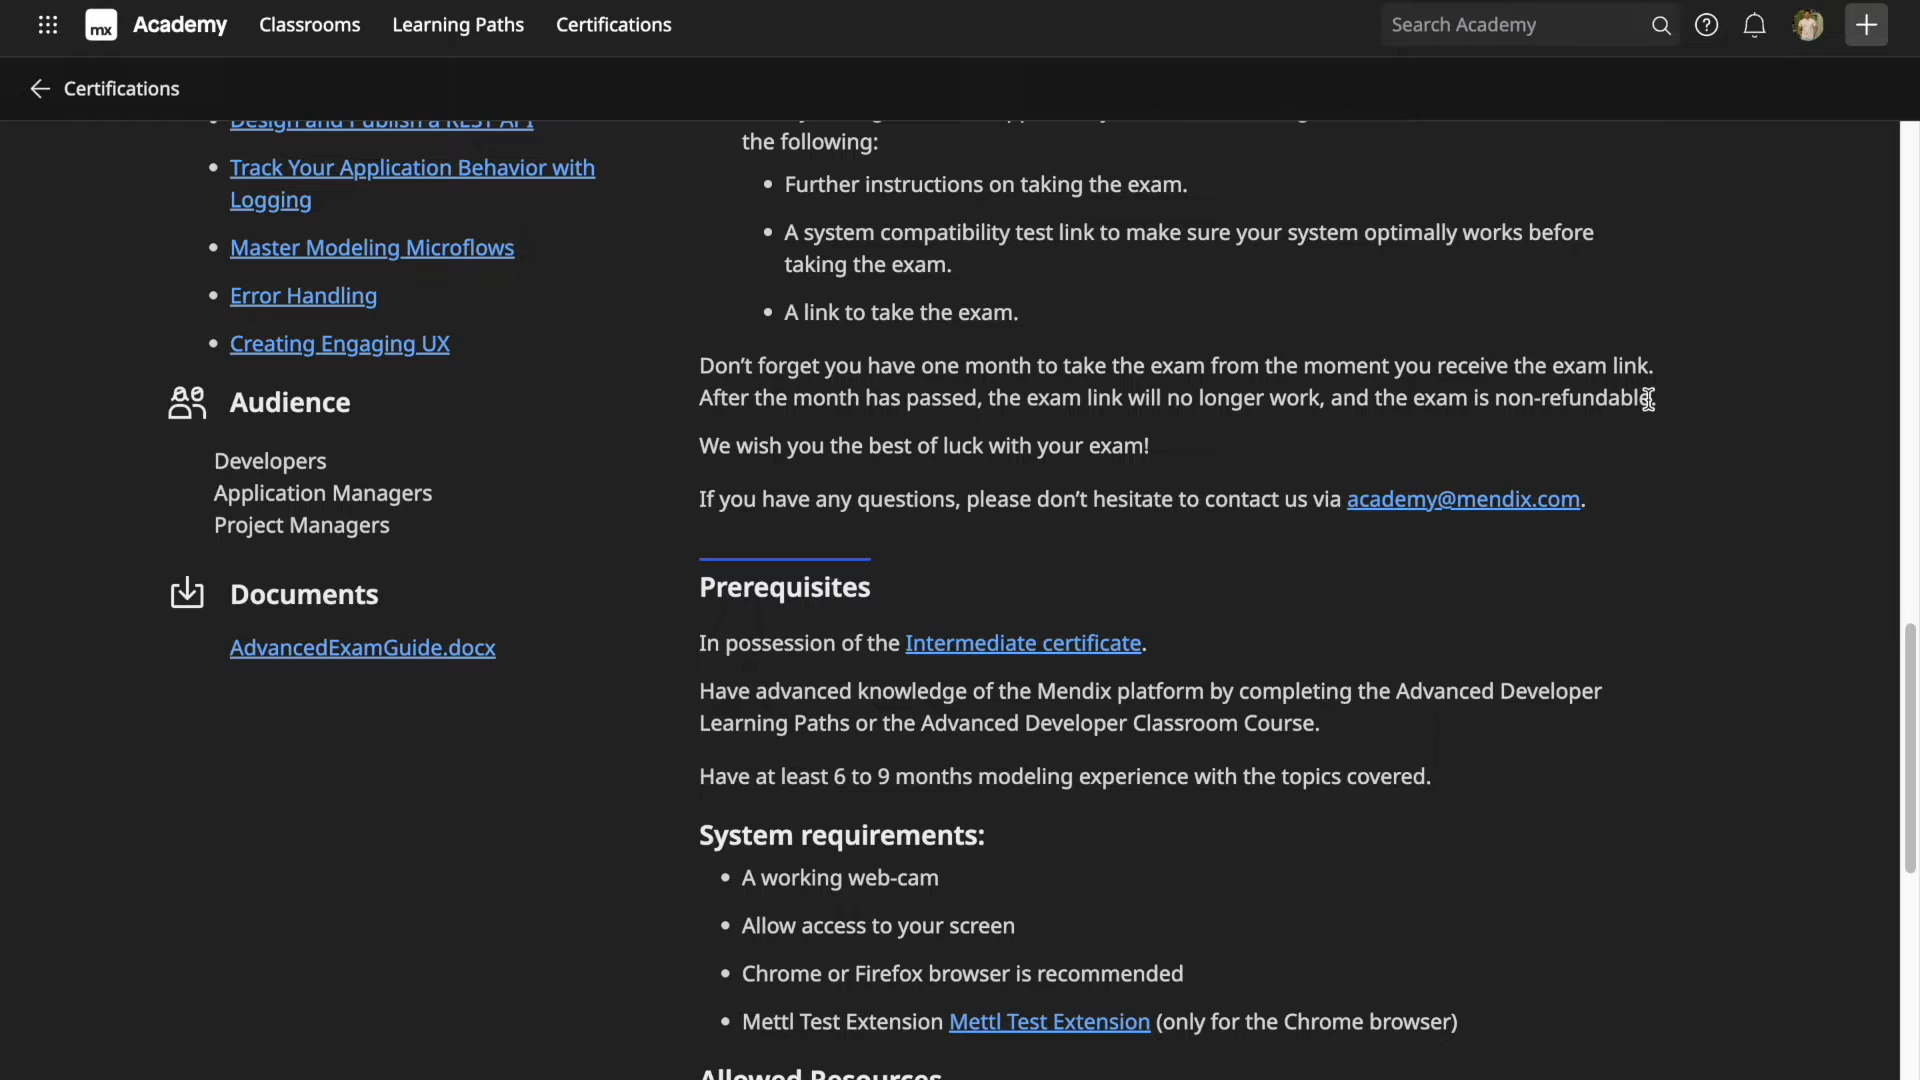 mx Academy Classrooms Learning Paths Certifications Search Academy
Certifications
Design and Publish a REST API
Track Your Application Behavior with
Logging
Master Modeling Microflows
Error Handling
Creating Engaging UX
Audience
Developers
Application Managers
Project Managers
Documents
AdvancedExamGuide.docx
the following:
Further instructions on taking the exam.
A system compatibility test link to make sure your system optimally works before
taking the exam.
A link to take the exam.
Don't forget you have one month to take the exam from the moment you receive the exam link.
After the month has passed, the exam link will no longer work, and the exam is non-refundable.
We wish you the best of luck with your exam!
If you have any questions, please don't hesitate to contact us via academy@mendix.com.
Prerequisites
In possession of the Intermediate certificate.
Have advanced knowledge of the Mendix platform by completing the Advanced Developer
Learning Paths or the Advanced Developer Classroom Course.
Have at least 6 to 9 months modeling experience with the topics covered.
System requirements:
A working web-cam
Allow access to your screen
Chrome or Firefox browser is recommended
Mettl Test Extension Mettl Test Extension (only for the Chrome browser)
Allowed Resources